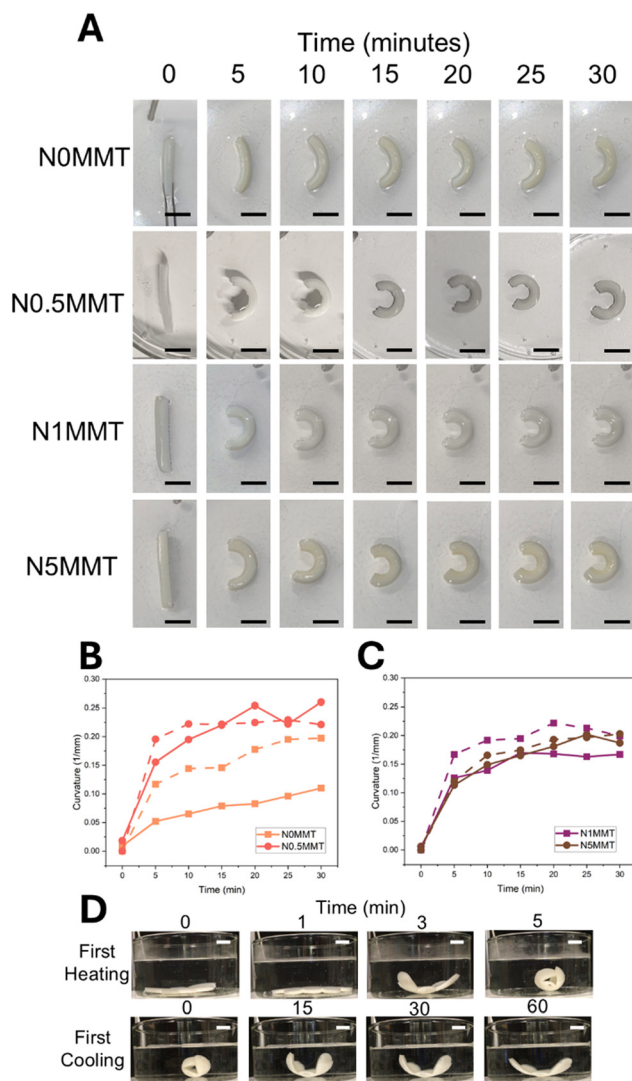 A
Time (minutes)
0 5 10 15 20 25 30
N0MMT
N0.5MMT
N1MMT
N5MMT
B
C
0.30
0.25
0.20
0.15
0.10
0.05
0.00
Curvature (1/mm)
0 5 10 15 20 25 30
Time (min)
N0MMT
N0.5MMT
0.30
0.25
0.20
0.15
0.10
0.05
0.00
Curvature (1/mm)
0 5 10 15 20 25 30
Time (min)
N1MMT
N5MMT
D
Time (min)
0 1 3 5
First
Heating
0 15 30 60
First
Cooling